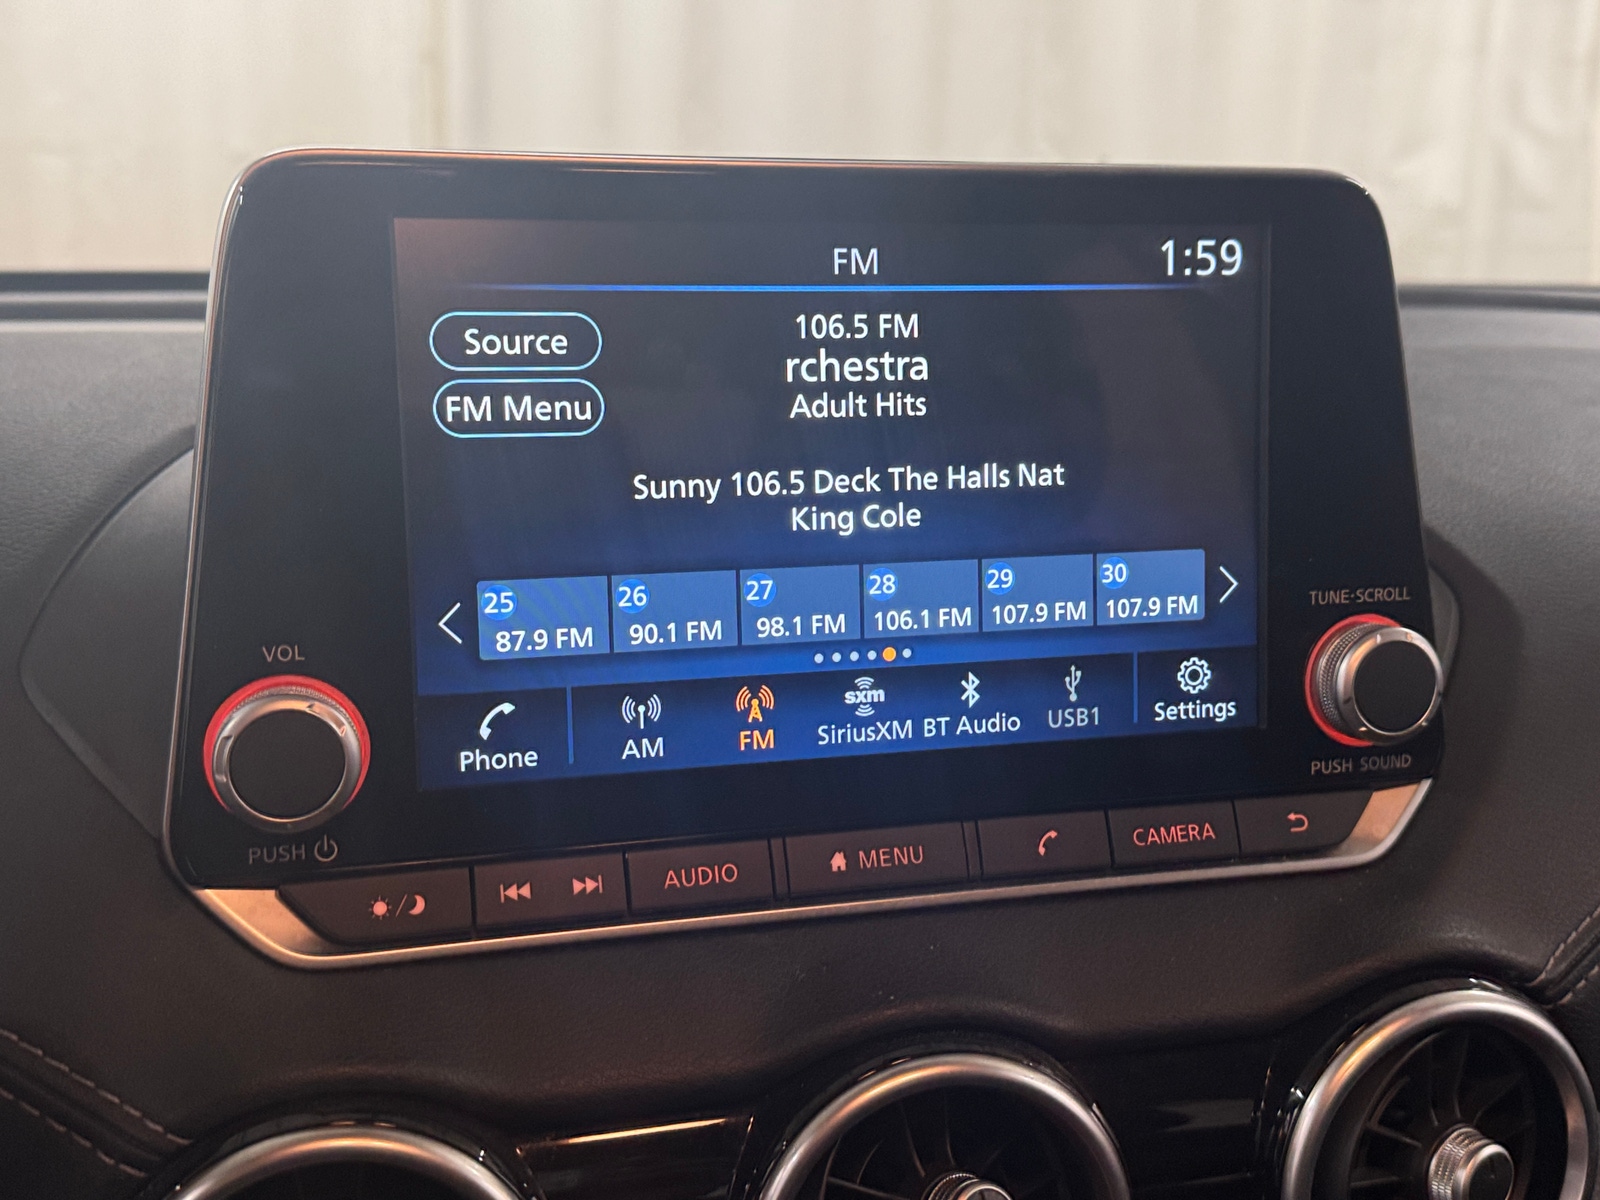 FM
1:59
Source
FM Menu
106.5 FM
rchestra
Adult Hits
Sunny 106.5 Deck The Halls Nat
King Cole
25
87.9 FM
26
90.1 FM
27
98.1 FM
28
106.1 FM
29
107.9 FM
30
107.9 FM
Phone
AM
FM
sxm
SiriusXM
BT Audio
USB1
Settings
VOL
PUSH
TUNE·SCROLL
PUSH SOUND
AUDIO
MENU
CAMERA